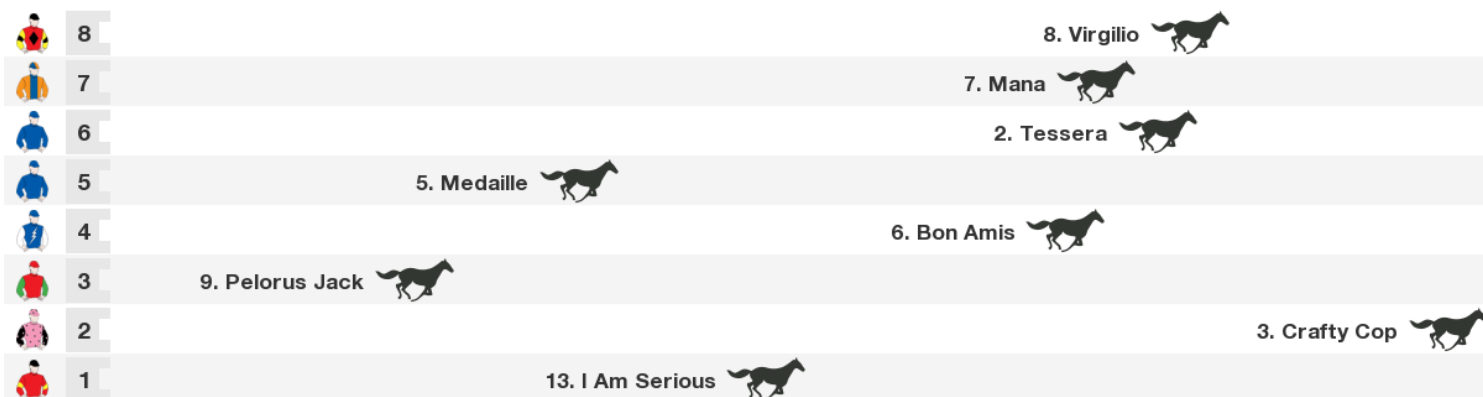 8 8. Virgilio
7 7. Mana
6 2. Tessera
5 5. Medaille
4 6. Bon Amis
3 9. Pelorus Jack
2 3. Crafty Cop
1 13. I Am Serious